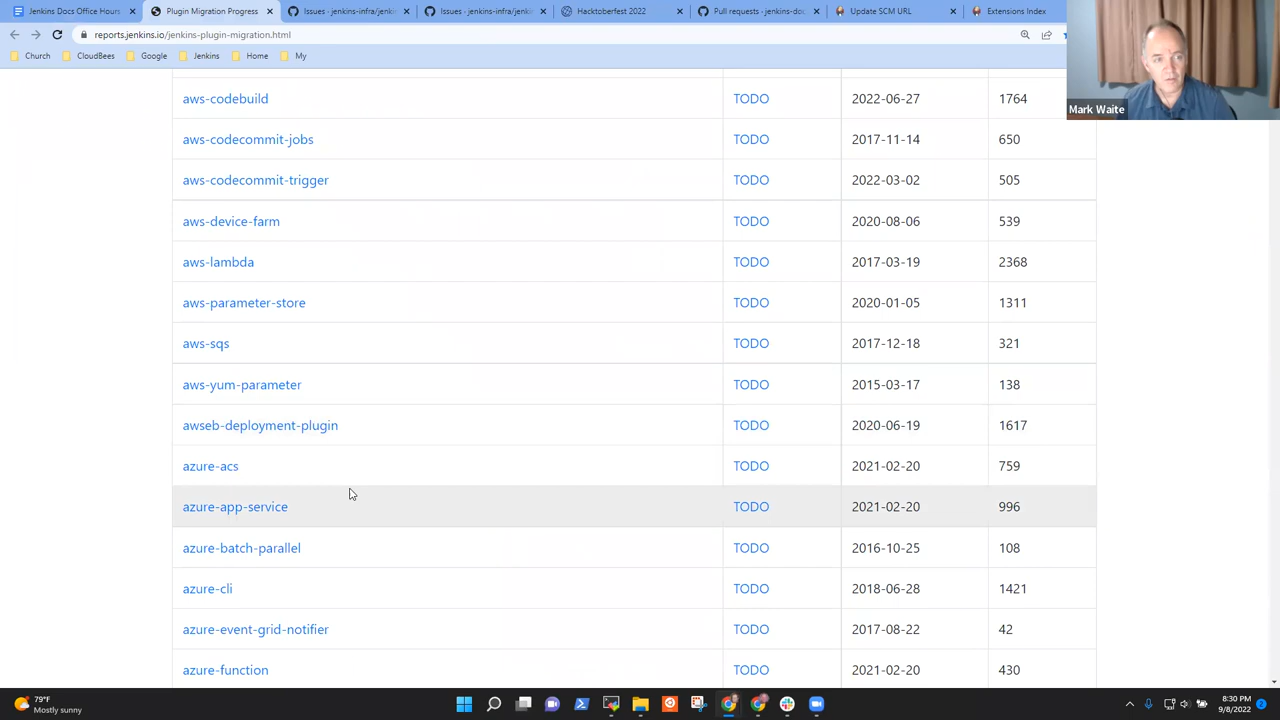 Jenkins Docs Office Hours
Plugin Migration Progress
Issues - jenkins-infra/jenki
Issues - jenkins-infra/jenki
Hacktoberfest 2022
Pull requests - jenkins-do
Update SCM URL
Extensions Index
reports.jenkins.io/jenkins-plugin-migration.html
Church
CloudBees
Google
Jenkins
Home
My
Mark Waite
aws-codebuild TODO 2022-06-27 1764
aws-codecommit-jobs TODO 2017-11-14 650
aws-codecommit-trigger TODO 2022-03-02 505
aws-device-farm TODO 2020-08-06 539
aws-lambda TODO 2017-03-19 2368
aws-parameter-store TODO 2020-01-05 1311
aws-sqs TODO 2017-12-18 321
aws-yum-parameter TODO 2015-03-17 138
awseb-deployment-plugin TODO 2020-06-19 1617
azure-acs TODO 2021-02-20 759
azure-app-service TODO 2021-02-20 996
azure-batch-parallel TODO 2016-10-25 108
azure-cli TODO 2018-06-28 1421
azure-event-grid-notifier TODO 2017-08-22 42
azure-function TODO 2021-02-20 430
79°F
Mostly sunny
8:30 PM
9/8/2022
2